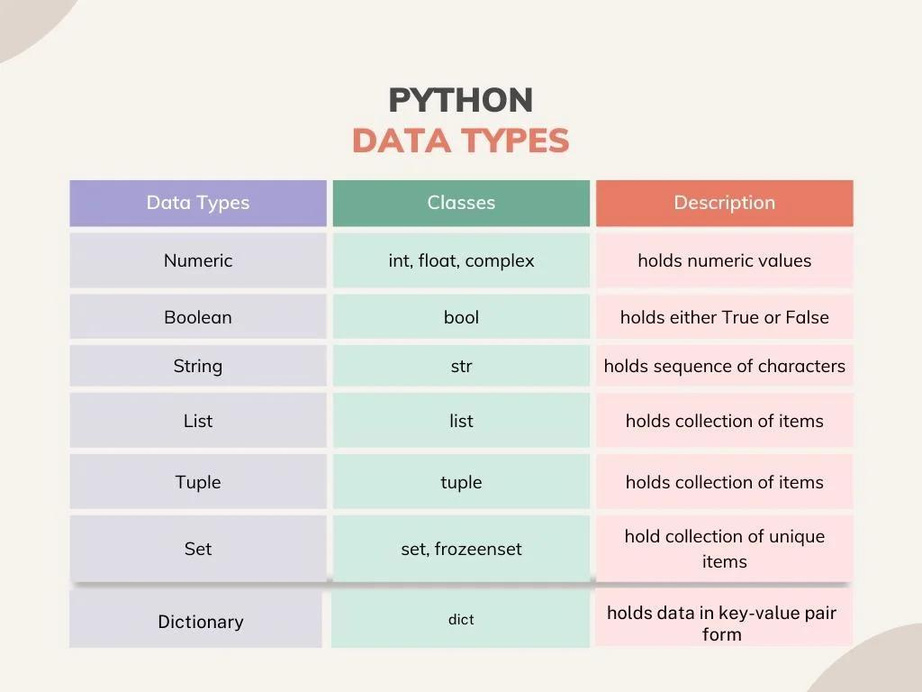 PYTHON
DATA TYPES
Data Types Classes Description
Numeric int, float, complex holds numeric values
Boolean bool holds either True or False
String str holds sequence of characters
List list holds collection of items
Tuple tuple holds collection of items
Set set, frozeenset hold collection of unique
items
Dictionary dict holds data in key-value pair
form